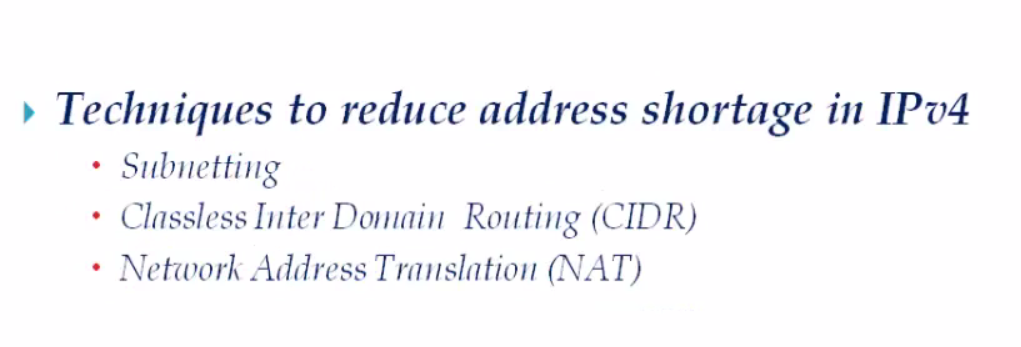 Techniques to reduce address shortage in IPv4
Subnetting
Classless Inter Domain Routing (CIDR)
Network Address Translation (NAT)